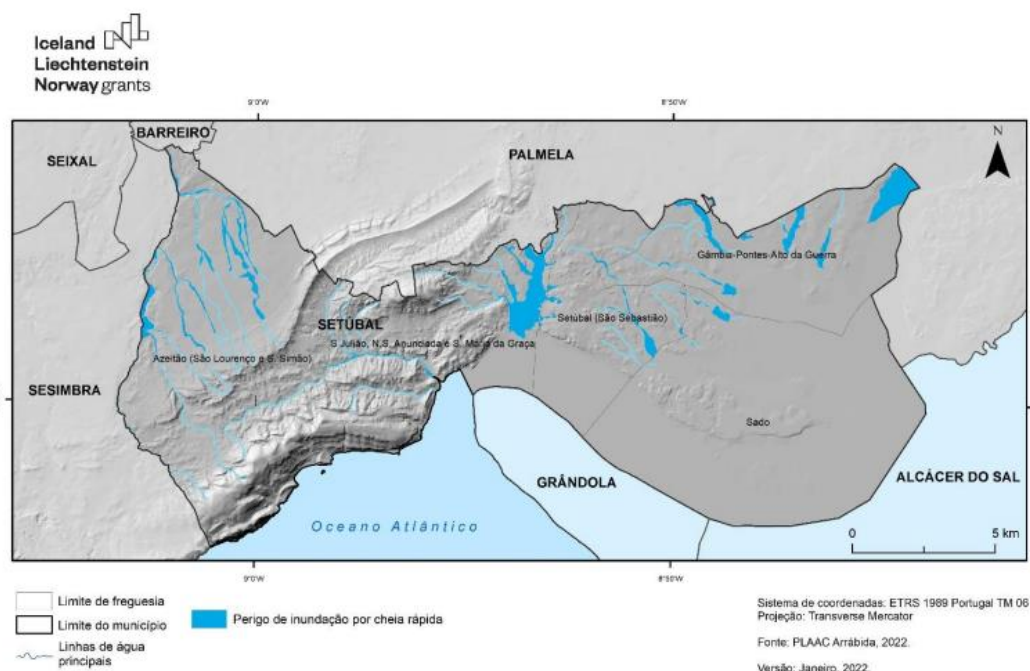 Iceland
Liechtenstein
Norway grants
9°0'W
8°50'W
BARREIRO
SEIXAL
PALMELA
N
Gâmbia-Pontes-Alto da Guerra
SETÚBAL
Setúbal (São Sebastião)
S.Julião, N.S. Anunciada e S. Maria da Graça
Azeitão (São Lourenço e S. Simão)
SESIMBRA
Sado
GRÂNDOLA
ALCÁCER DO SAL
Oceano Atlântico
0 5 km
9°0'W
8°50'W
Limite de freguesia
Limite do município
Linhas de água
principais
Perigo de inundação por cheia rápida
Sistema de coordenadas: ETRS 1989 Portugal TM 06
Projeção: Transverse Mercator
Fonte: PLAAC Arrábida, 2022.
Versão: Janeiro, 2022.